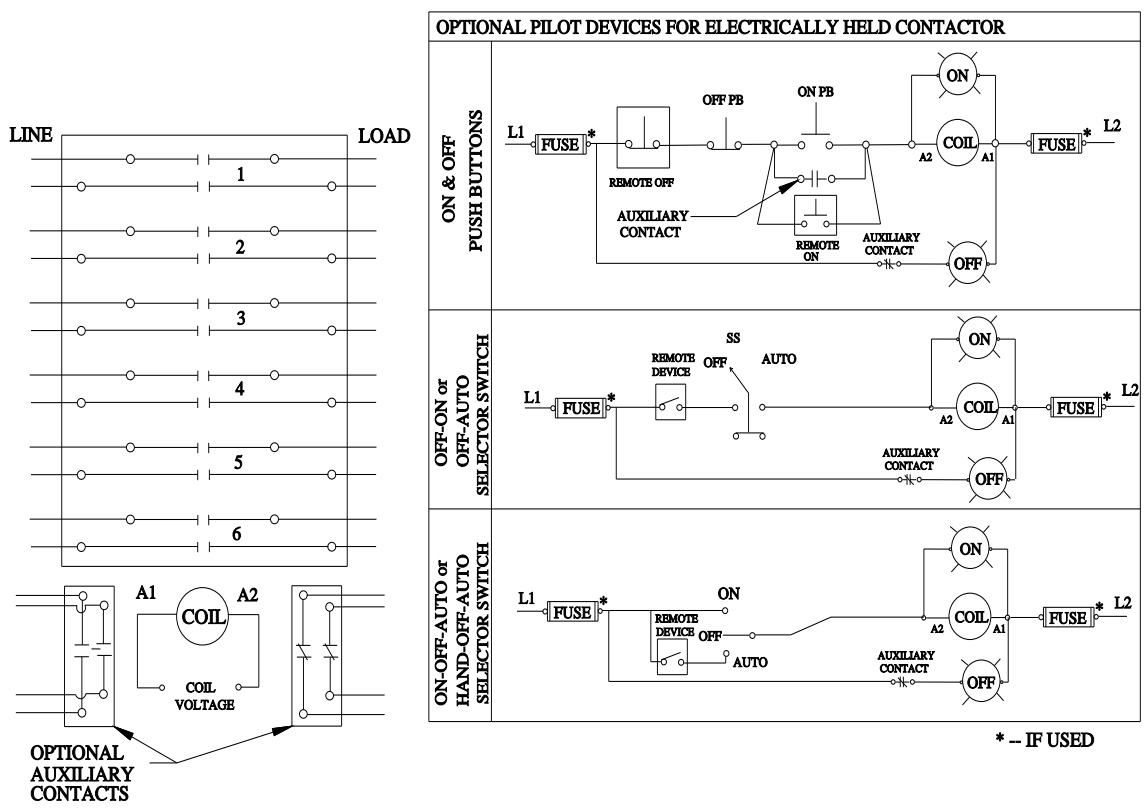 OPTIONAL PILOT DEVICES FOR ELECTRICALLY HELD CONTACTOR
LINE
LOAD
1
2
3
4
5
6
A1
A2
COIL
COIL
VOLTAGE
OPTIONAL
AUXILIARY
CONTACTS
ON & OFF
PUSH BUTTONS
ON
OFF PB
ON PB
L1
FUSE
*
COIL
A2
A1
FUSE
*
L2
REMOTE OFF
AUXILIARY
CONTACT
REMOTE
ON
AUXILIARY
CONTACT
OFF
OFF-ON or
OFF-AUTO
SELECTOR SWITCH
SS
ON
REMOTE
DEVICE
OFF
AUTO
L1
FUSE
*
COIL
A2
A1
FUSE
*
L2
AUXILIARY
CONTACT
OFF
ON-OFF-AUTO or
HAND-OFF-AUTO
SELECTOR SWITCH
ON
ON
L1
FUSE
*
REMOTE
DEVICE
OFF
AUTO
COIL
A2
A1
FUSE
*
L2
AUXILIARY
CONTACT
OFF
* -- IF USED